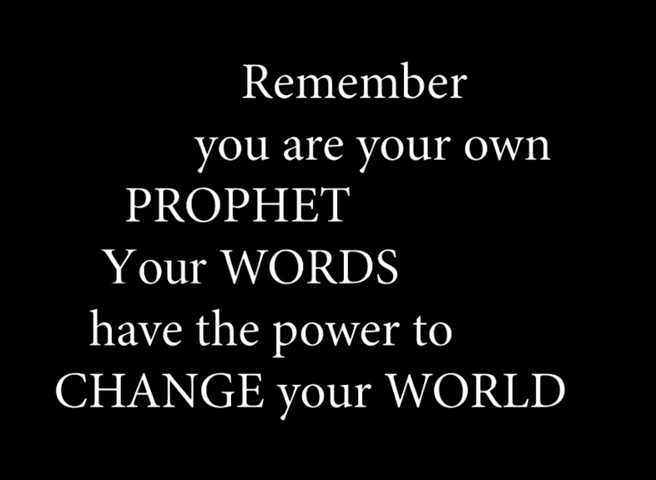 Remember
you are your own
PROPHET
Your WORDS
have the power to
CHANGE your WORLD